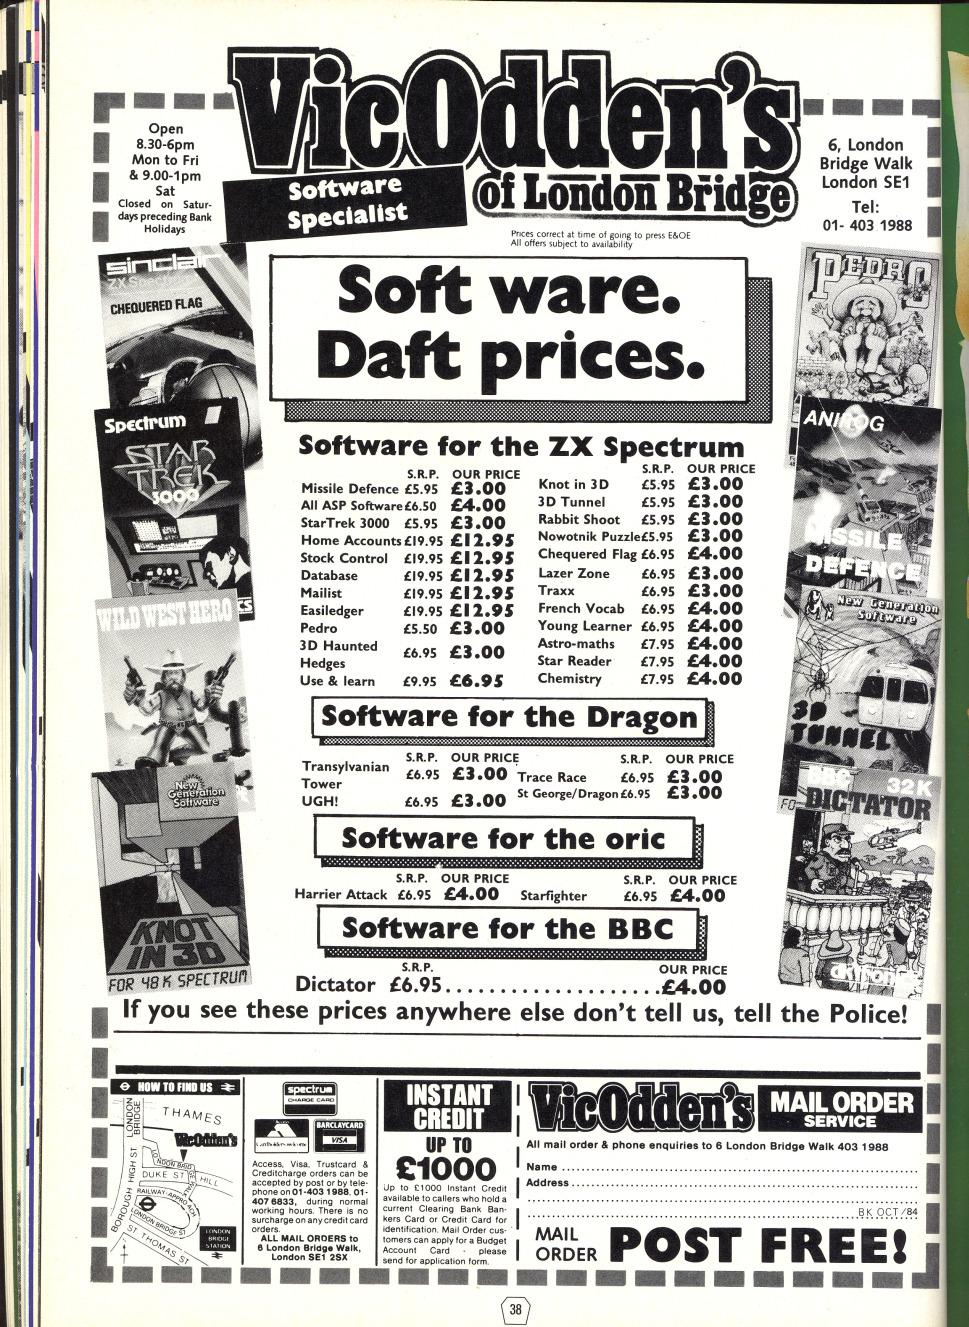 VicOdden's
of London Bridge
Software
Specialist
Open
8.30-6pm
Mon to Fri
& 9.00-1pm
Sat
Closed on Satur-
days preceding Bank
Holidays
6, London
Bridge Walk
London SE1
Tel:
01- 403 1988
Prices correct at time of going to press E&OE
All offers subject to availability
sinclair
ZX Spectrum
CHEQUERED FLAG
Spectrum
STAR
TREK
3000
WILD WEST HERO
New
Generation
Software
KNOT
IN 3D
FOR 48K SPECTRUM
Soft ware.
Daft prices.
PEDRO
ANIROG
MISSILE
DEFENCE
New Generation
Software
3D
TUNNEL
BBC 32K
DICTATOR
Software for the ZX Spectrum
S.R.P. OUR PRICE
Missile Defence £5.95 £3.00
All ASP Software £6.50 £4.00
StarTrek 3000 £5.95 £3.00
Home Accounts £19.95 £12.95
Stock Control £19.95 £12.95
Database £19.95 £12.95
Mailist £19.95 £12.95
Easiledger £19.95 £12.95
Pedro £5.50 £3.00
3D Haunted
Hedges £6.95 £3.00
Use & learn £9.95 £6.95
S.R.P. OUR PRICE
Knot in 3D £5.95 £3.00
3D Tunnel £5.95 £3.00
Rabbit Shoot £5.95 £3.00
Nowotnik Puzzle £5.95 £3.00
Chequered Flag £6.95 £4.00
Lazer Zone £6.95 £3.00
Traxx £6.95 £3.00
French Vocab £6.95 £4.00
Young Learner £6.95 £4.00
Astro-maths £7.95 £4.00
Star Reader £7.95 £4.00
Chemistry £7.95 £4.00
Software for the Dragon
S.R.P. OUR PRICE
Transylvanian
Tower £6.95 £3.00
UGH! £6.95 £3.00
S.R.P. OUR PRICE
Trace Race £6.95 £3.00
St George/Dragon £6.95 £3.00
Software for the oric
S.R.P. OUR PRICE S.R.P. OUR PRICE
Harrier Attack £6.95 £4.00 Starfighter £6.95 £4.00
Software for the BBC
S.R.P. OUR PRICE
Dictator £6.95......................£4.00
If you see these prices anywhere else don't tell us, tell the Police!
HOW TO FIND US
THAMES
LONDON
BRIDGE
VicOdden's
LONDON BRIDGE WALK
DUKE ST HILL
RAILWAY APPROACH
LONDON BRIDGE ST
BOROUGH HIGH ST
ST THOMAS ST
LONDON
BRIDGE
STATION
spectrum
CHARGE CARD
Access
BARCLAYCARD
VISA
Access, Visa, Trustcard &
Creditcharge orders can be
accepted by post or by tele-
phone on 01-403 1988, 01-
407 6833, during normal
working hours. There is no
surcharge on any credit card
orders.
ALL MAIL ORDERS to
6 London Bridge Walk,
London SE1 2SX
INSTANT
CREDIT
UP TO
£1000
Up to £1000 Instant Credit
available to callers who hold a
current Clearing Bank Ban-
kers Card or Credit Card for
identification. Mail Order cus-
tomers can apply for a Budget
Account Card - please
send for application form.
VicOdden's
MAIL ORDER
SERVICE
All mail order & phone enquiries to 6 London Bridge Walk 403 1988
Name
Address
BK OCT/84
MAIL
ORDER
POST FREE!
38